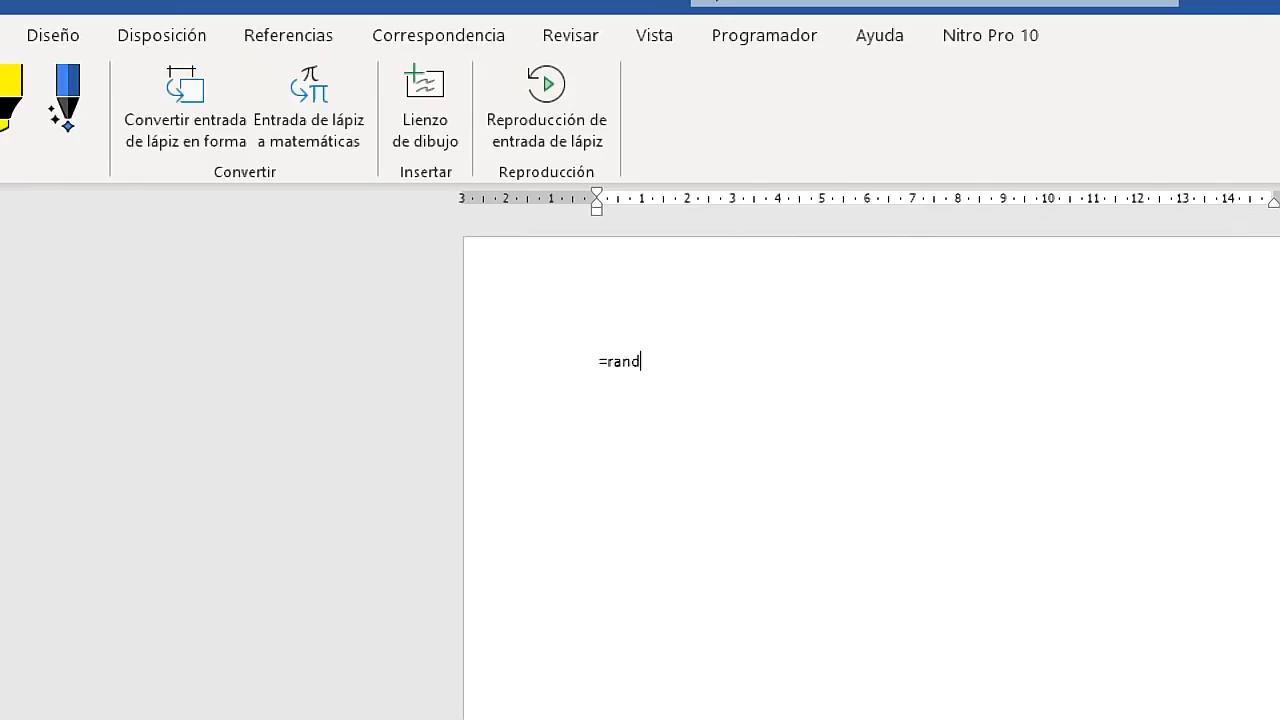 Diseño Disposición Referencias Correspondencia Revisar Vista Programador Ayuda Nitro Pro 10
Convertir entrada de lápiz en forma
Entrada de lápiz a matemáticas
Lienzo de dibujo
Reproducción de entrada de lápiz
Convertir Insertar Reproducción
3 2 1 1 2 3 4 5 6 7 8 9 10 11 12 13 14
=rand